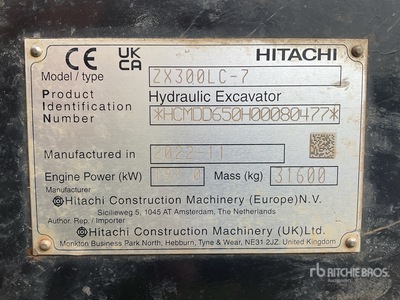 CE UK CA HITACHI
Model / type ZX300LC-7
Product Hydraulic Excavator
Identification *HCMDD650H00080477*
Number
Manufactured in 2022-11
Engine Power (kW) Mass (kg) 31600
Manufacturer
Hitachi Construction Machinery (Europe) N.V.
Sicilieweg 5, 1045 AT Amsterdam, The Netherlands
Author. Rep. / Importer
Hitachi Construction Machinery (UK) Ltd.
Monkton Business Park North, Hebburn, Tyne & Wear, NE31 2JZ. United Kingdom
rb RITCHIE BROS.